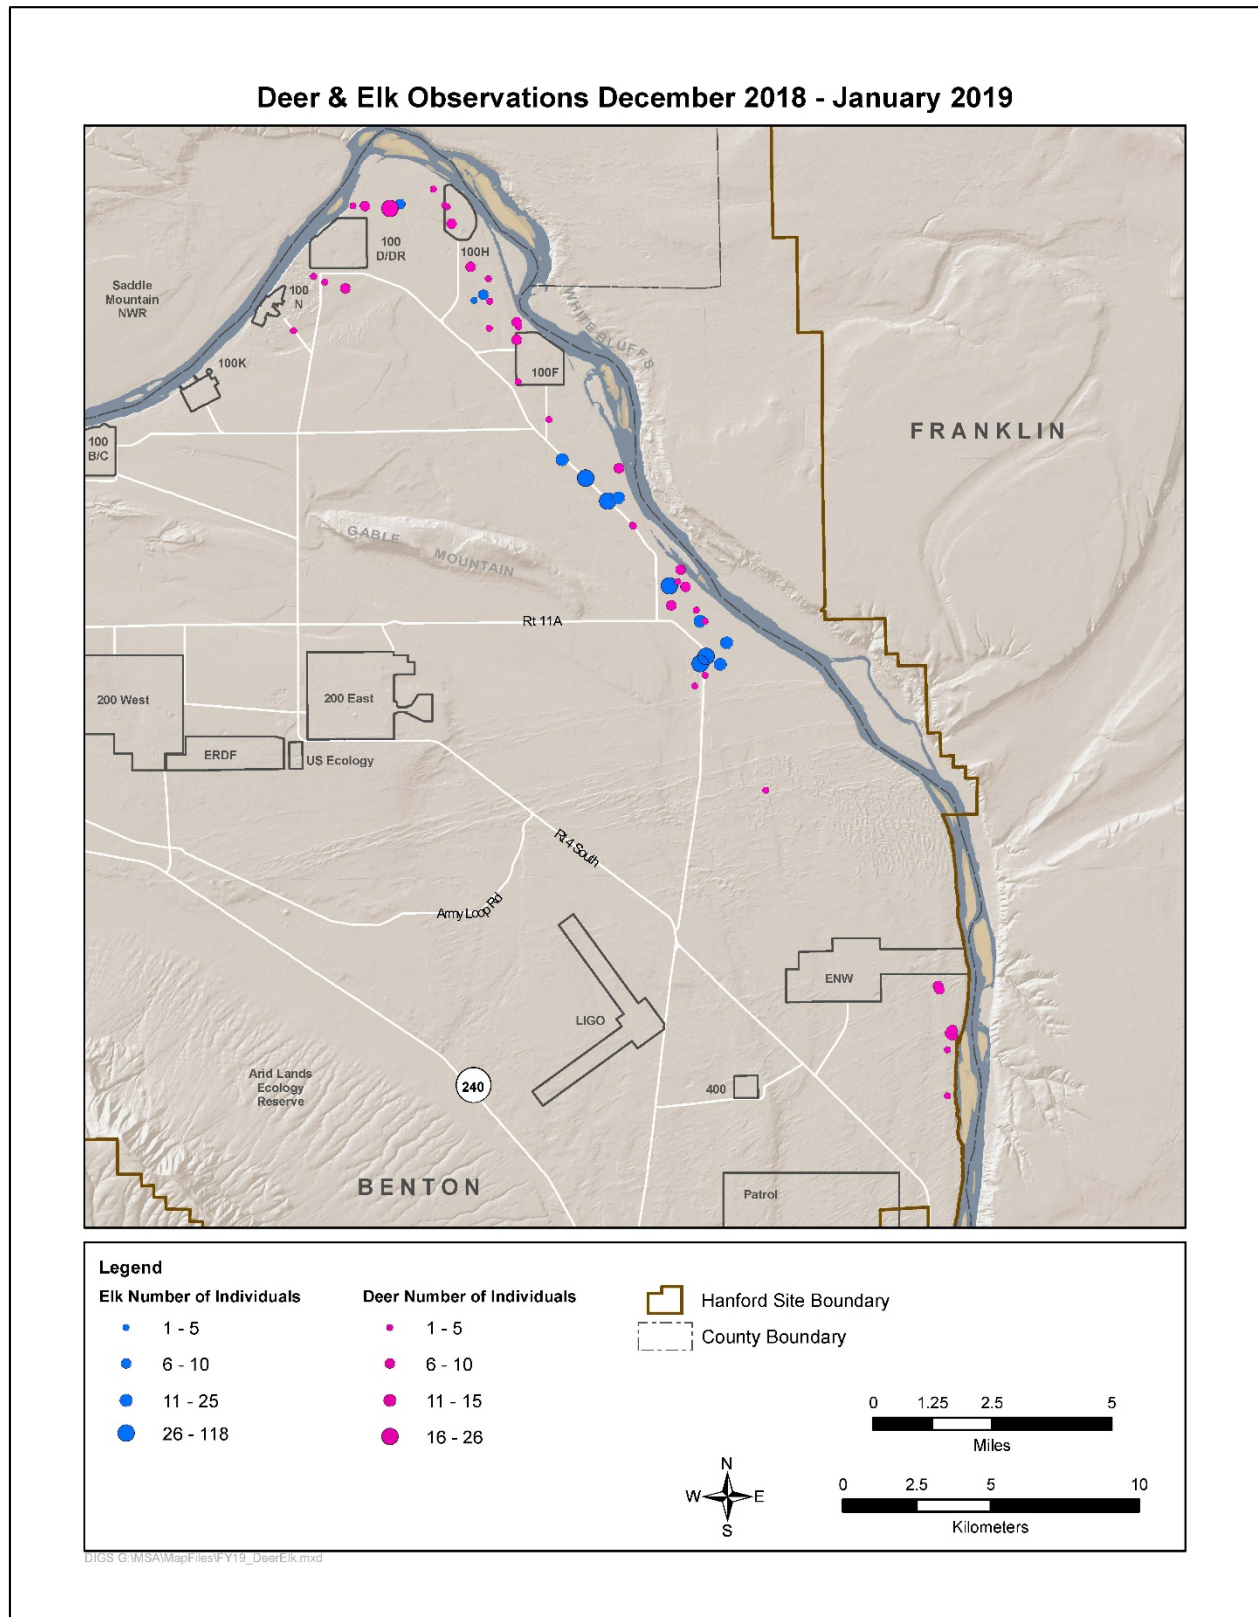 Deer & Elk Observations December 2018 - January 2019
100
D/DR
100H
Saddle
Mountain
NWR
100
N
WHITE BLUFFS
100K
100F
100
B/C
FRANKLIN
GABLE
MOUNTAIN
Rt 11A
200 West
200 East
ERDF
US Ecology
Rt 4 South
Army Loop Rd
ENW
LIGO
Arid Lands
Ecology
Reserve
240
400
BENTON
Patrol
Legend
Elk Number of Individuals
1 - 5
6 - 10
11 - 25
26 - 118
Deer Number of Individuals
1 - 5
6 - 10
11 - 15
16 - 26
Hanford Site Boundary
County Boundary
0 1.25 2.5 5
Miles
N
W E
S
0 2.5 5 10
Kilometers
DIGS G:\MSA\MapFiles\FY19_DeerElk.mxd